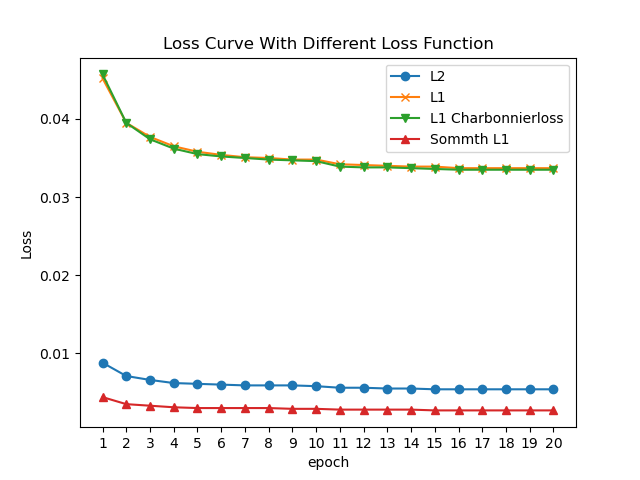 Loss Curve With Different Loss Function
L2
L1
L1 Charbonnierloss
Sommth L1
0.04
0.03
0.02
0.01
Loss
1 2 3 4 5 6 7 8 9 10 11 12 13 14 15 16 17 18 19 20
epoch